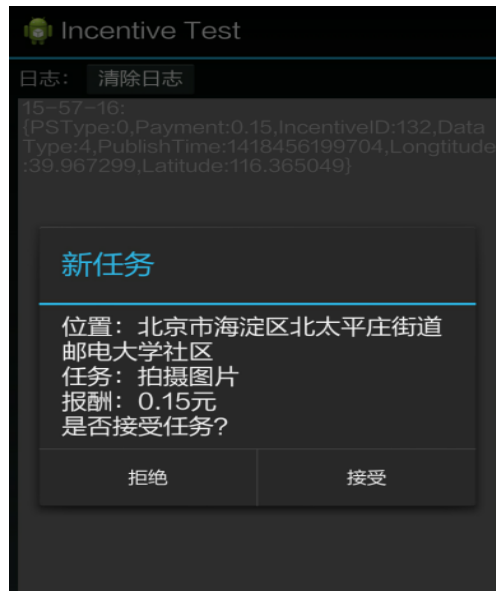 Incentive Test
日志： 清除日志
15-57-16:
{PSType:0,Payment:0.15,IncentiveID:132,Data
Type:4,PublishTime:1418456199704,Longtitude
:39.967299,Latitude:116.365049}
新任务
位置：北京市海淀区北太平庄街道
邮电大学社区
任务：拍摄图片
报酬：0.15元
是否接受任务?
拒绝 接受